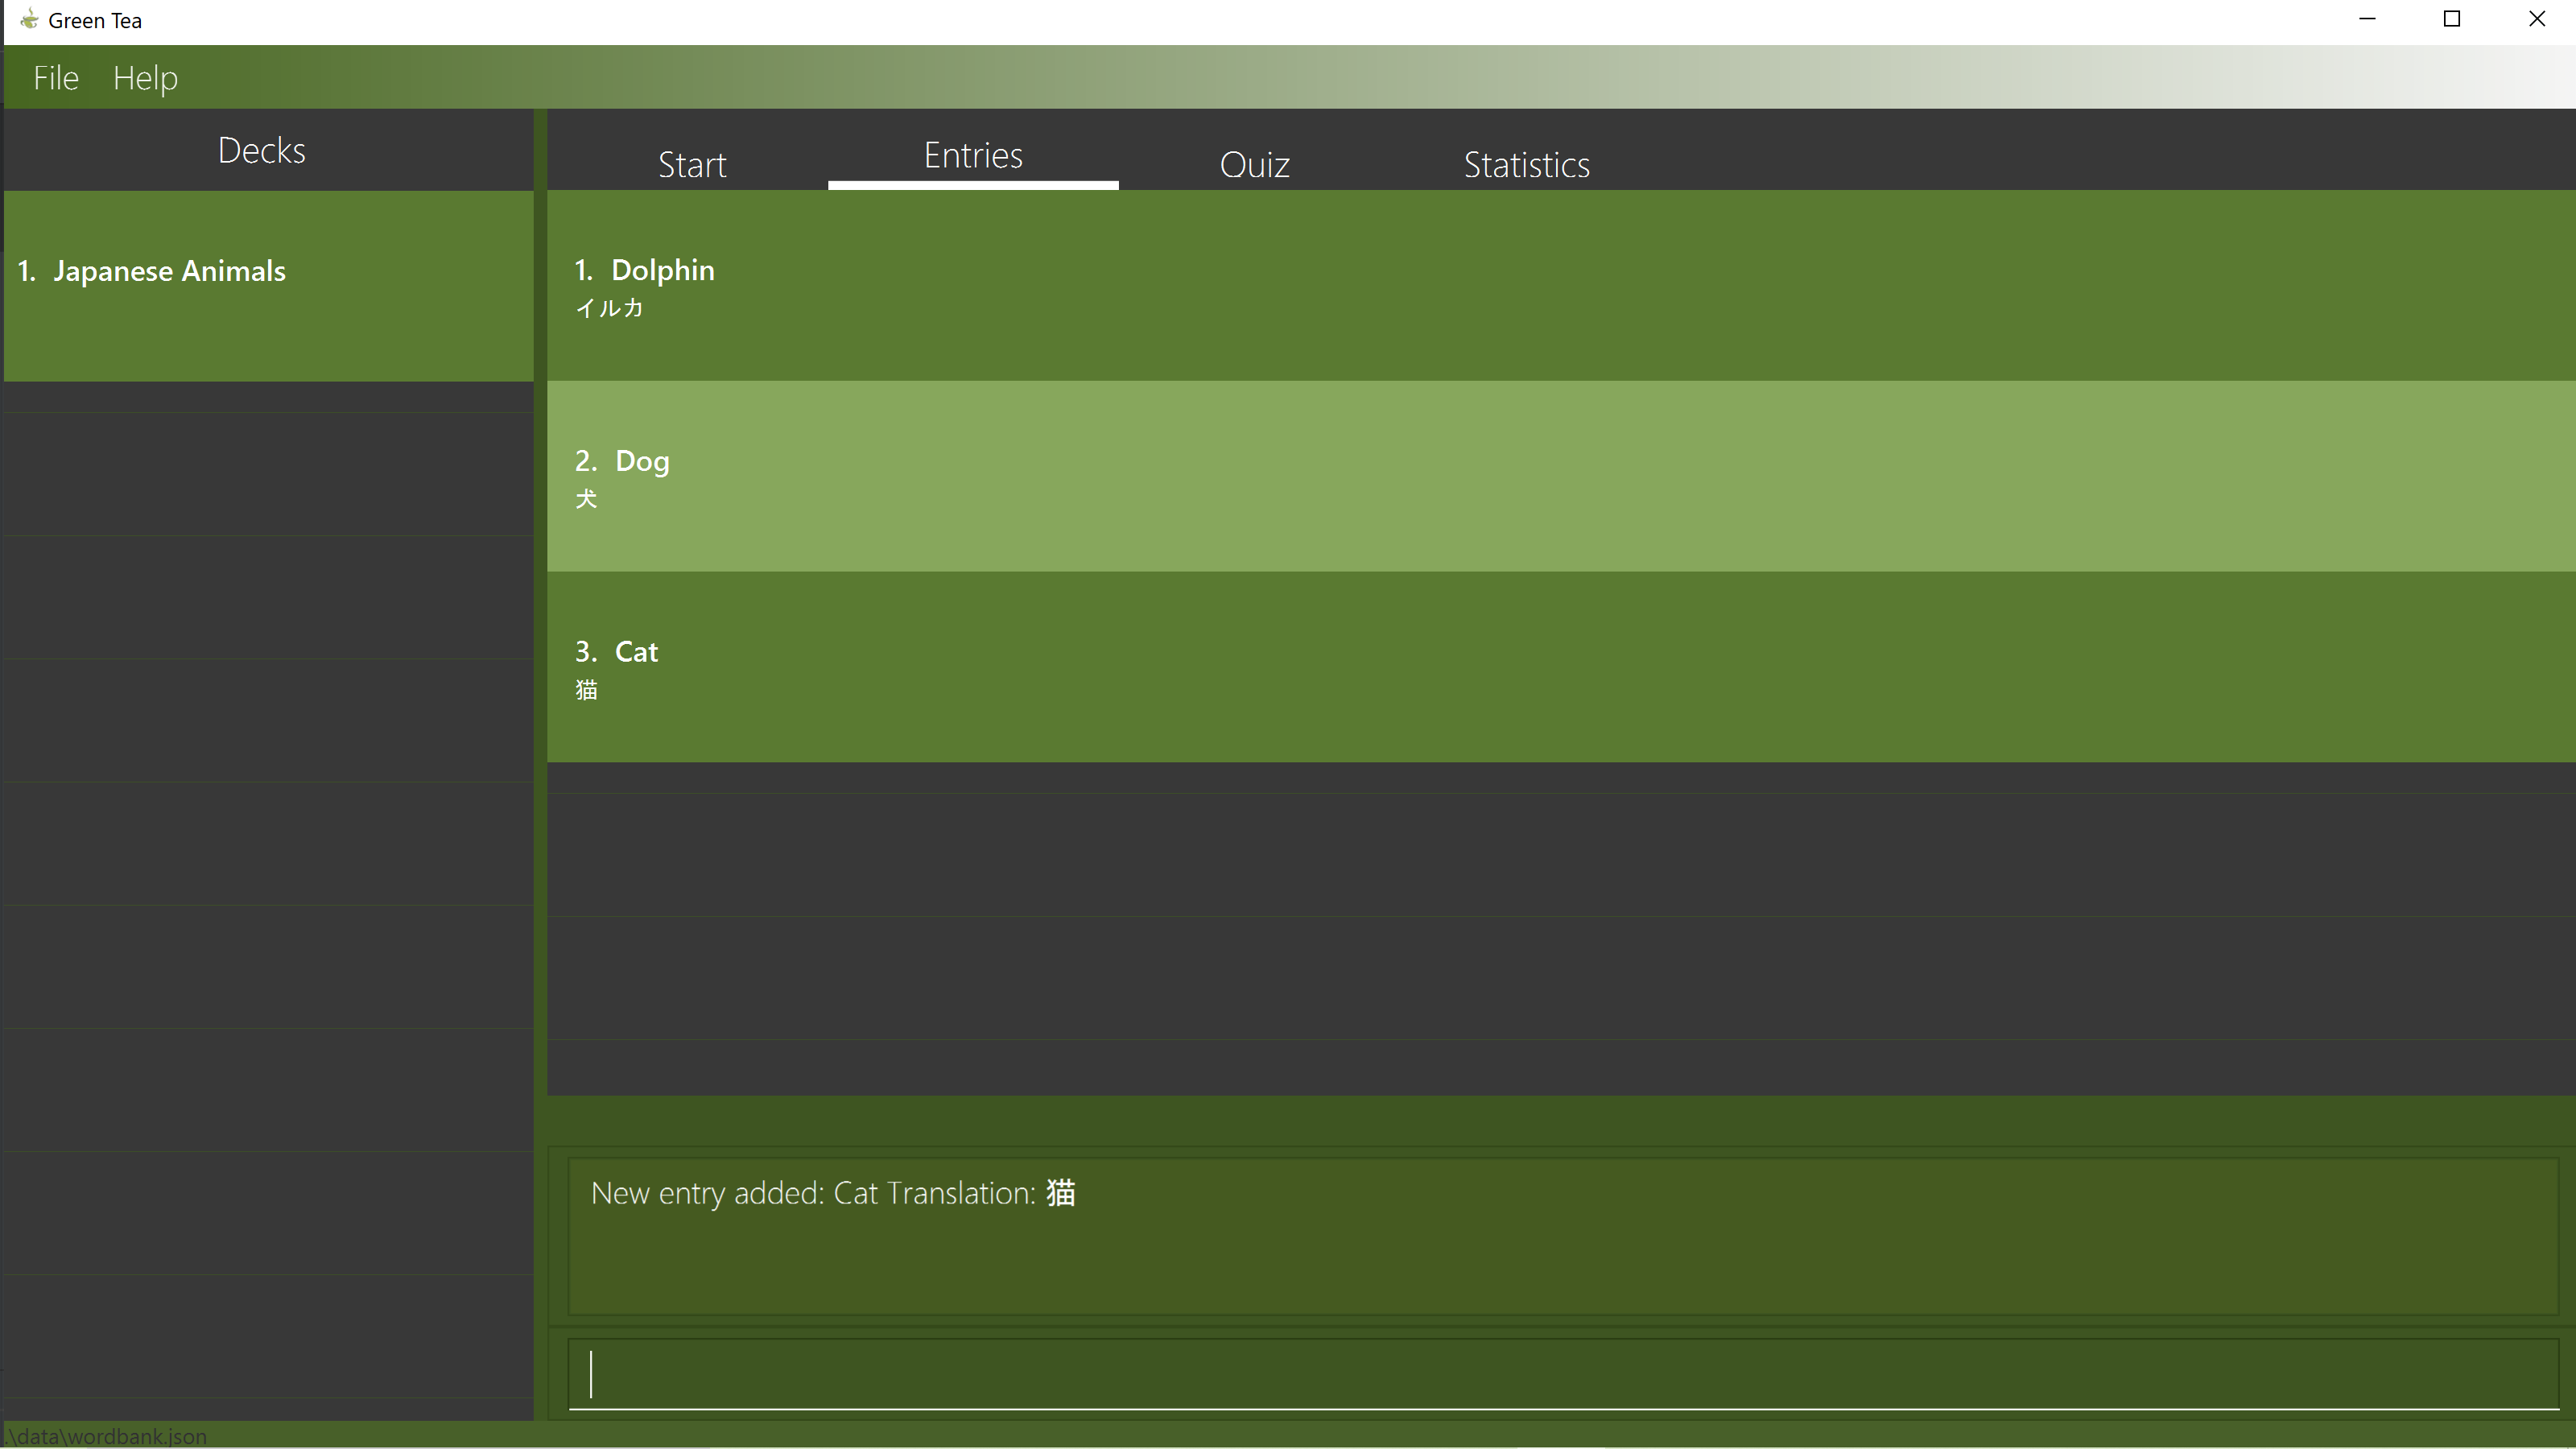 Green Tea
File Help
Decks
Start Entries Quiz Statistics
1. Japanese Animals
1. Dolphin
イルカ
2. Dog
犬
3. Cat
猫
New entry added: Cat Translation: 猫
.\data\wordbank.json